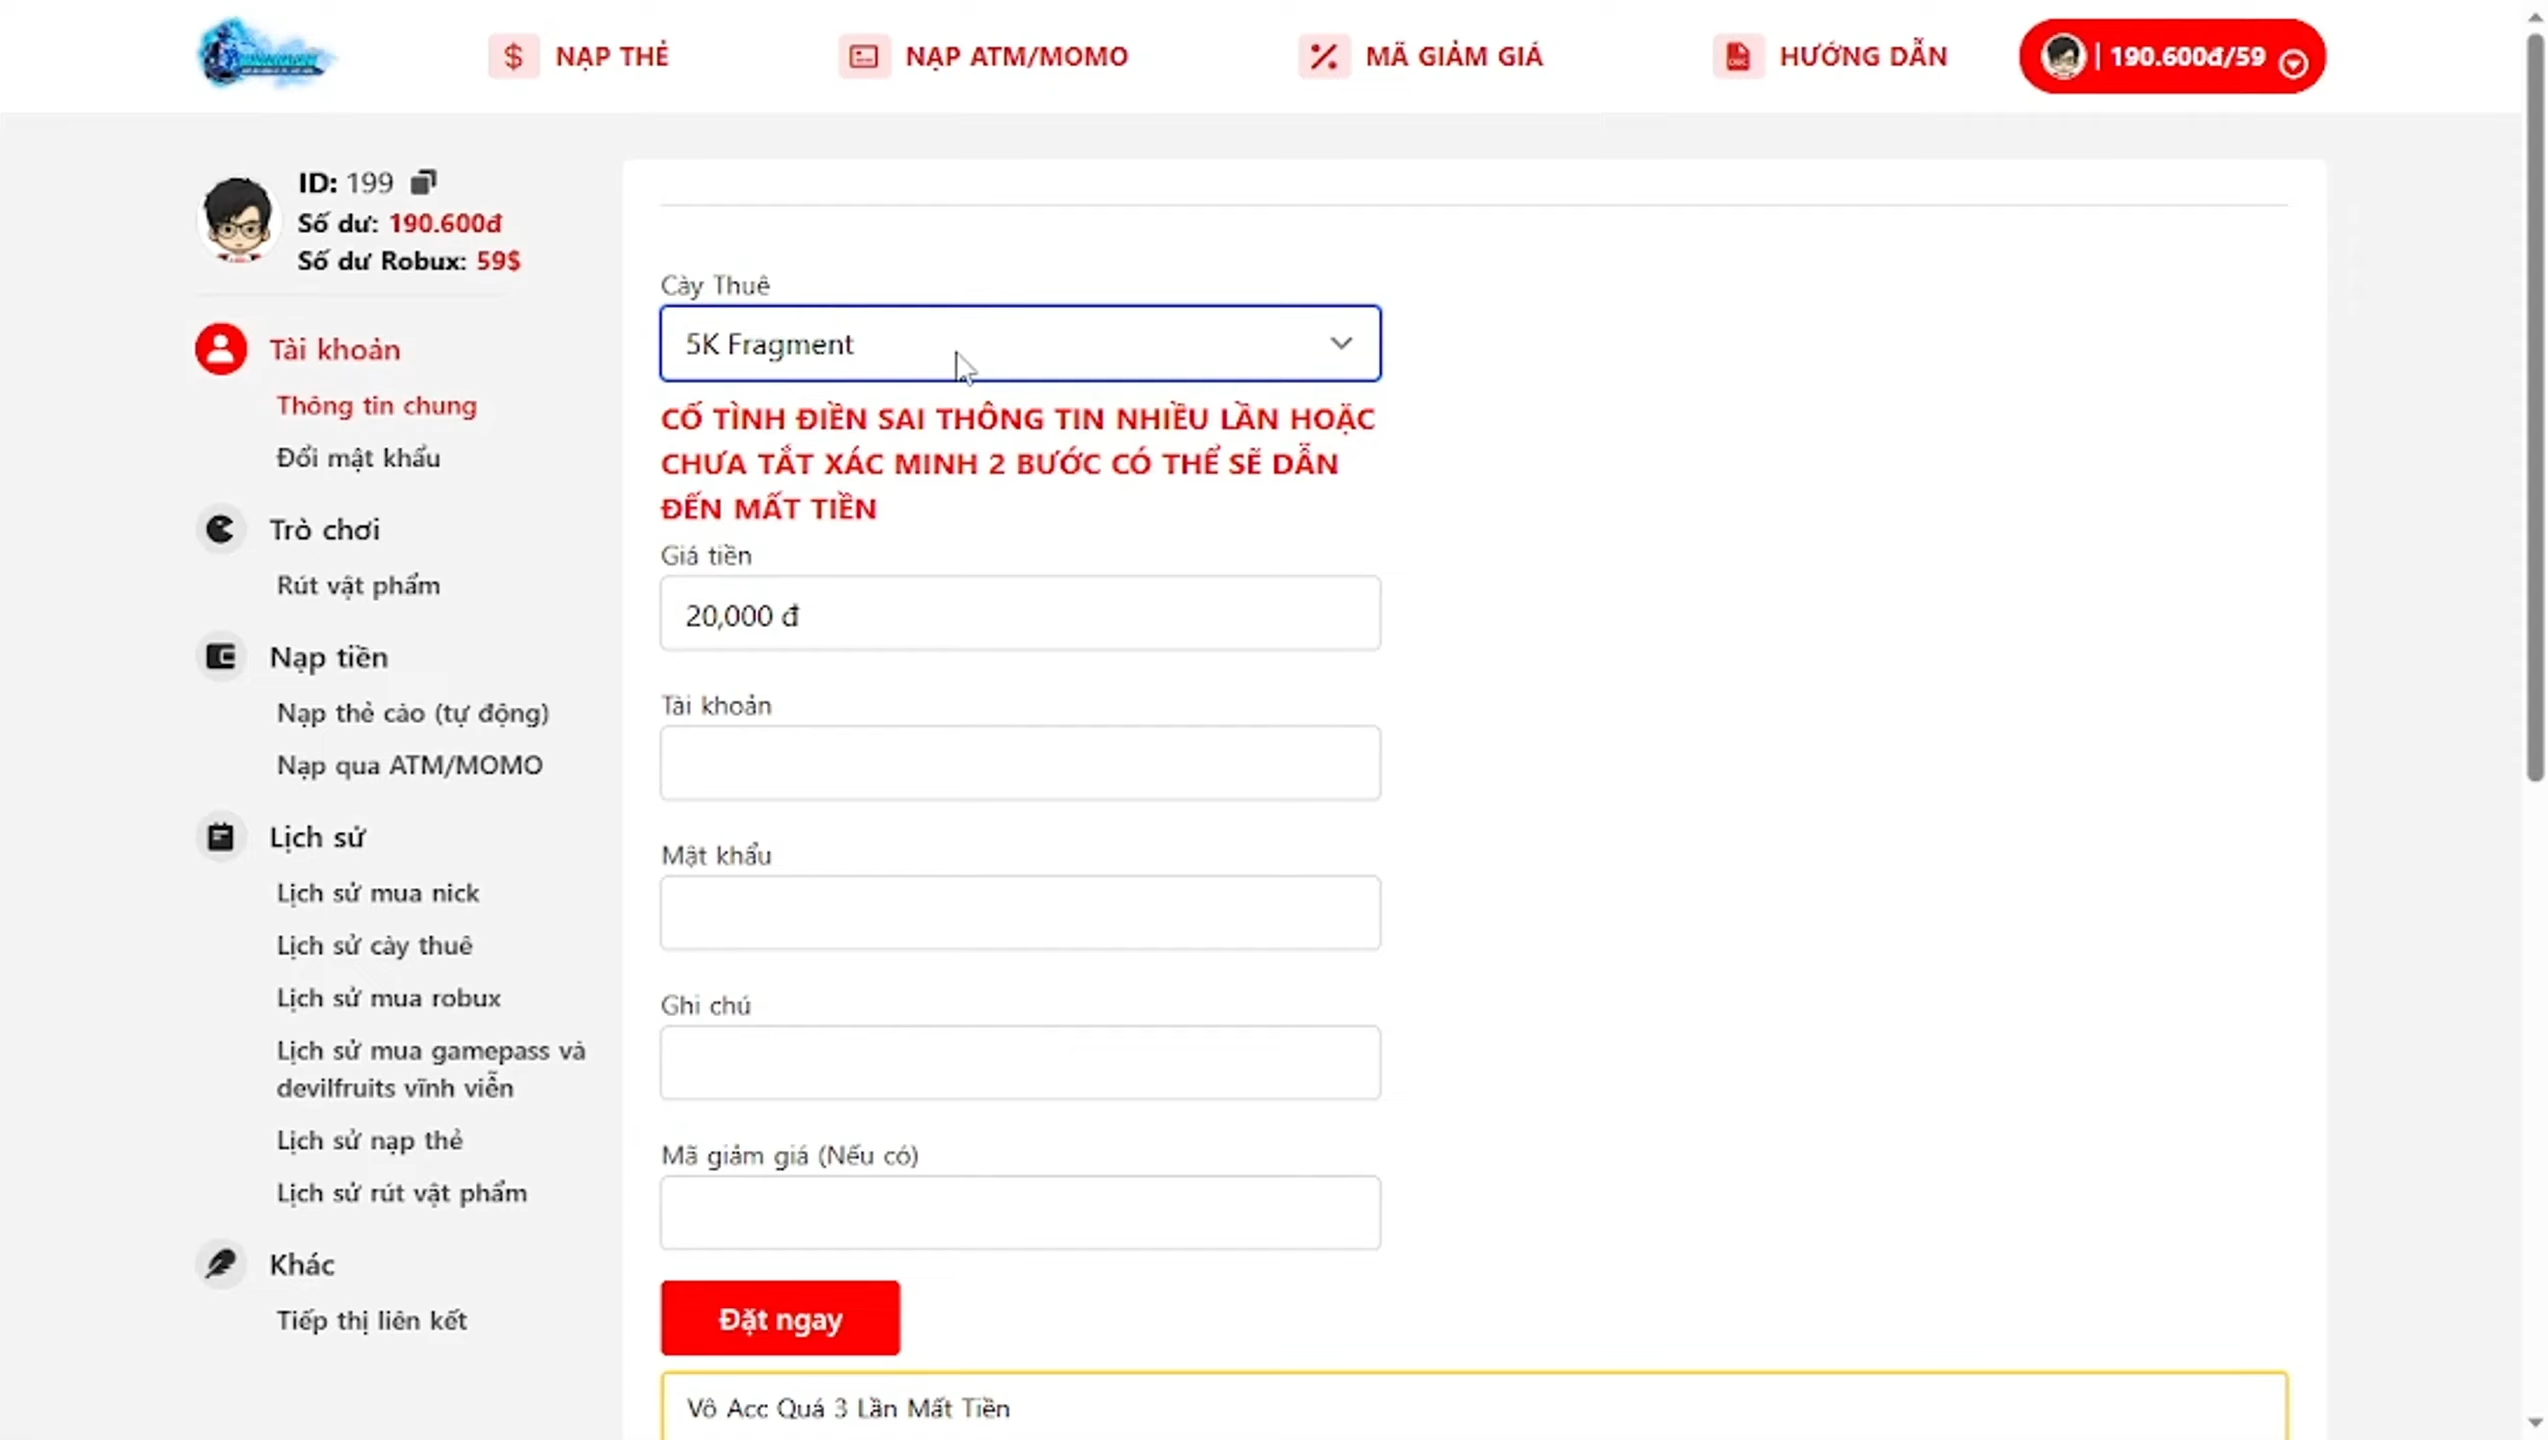 NẠP THẺ
NẠP ATM/MOMO
MÃ GIẢM GIÁ
HƯỚNG DẪN
| 190.600đ/59
ID: 199
Số dư: 190.600đ
Số dư Robux: 59$
Tài khoản
Thông tin chung
Đổi mật khẩu
Trò chơi
Rút vật phẩm
Nạp tiền
Nạp thẻ cào (tự động)
Nạp qua ATM/MOMO
Lịch sử
Lịch sử mua nick
Lịch sử cày thuê
Lịch sử mua robux
Lịch sử mua gamepass và
devilfruits vĩnh viễn
Lịch sử nạp thẻ
Lịch sử rút vật phẩm
Khác
Tiếp thị liên kết
Cày Thuê
5K Fragment
CỐ TÌNH ĐIỀN SAI THÔNG TIN NHIỀU LẦN HOẶC
CHƯA TẮT XÁC MINH 2 BƯỚC CÓ THỂ SẼ DẪN
ĐẾN MẤT TIỀN
Giá tiền
20,000 đ
Tài khoản
Mật khẩu
Ghi chú
Mã giảm giá (Nếu có)
Đặt ngay
Vô Acc Quá 3 Lần Mất Tiền